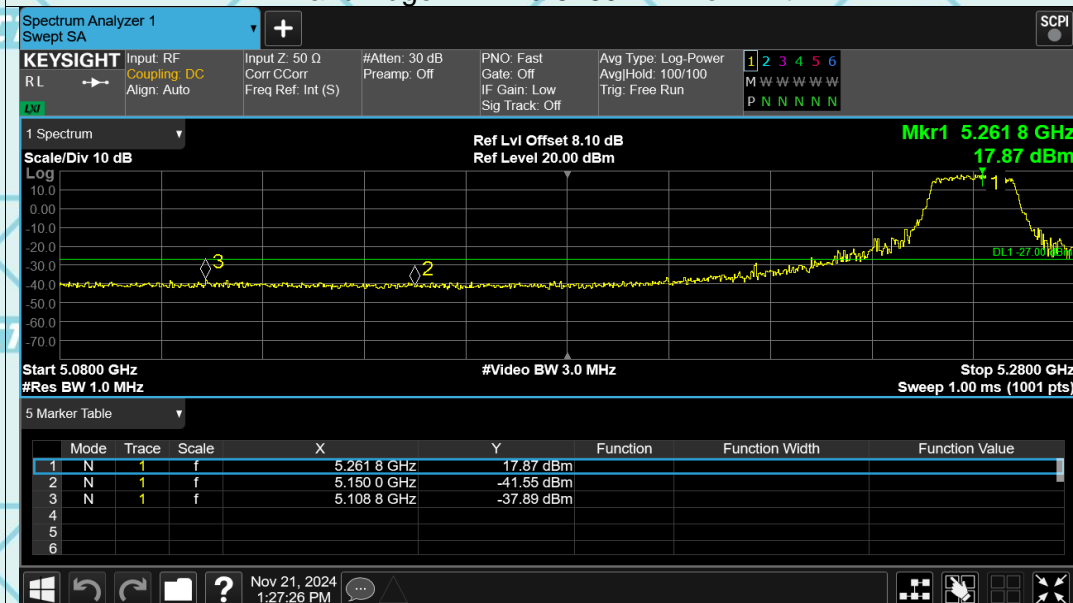 Spectrum Analyzer 1
Swept SA
+
SCPI
KEYSIGHT
R L
LXI
Input: RF
Coupling: DC
Align: Auto
Input Z: 50 Ω
Corr CCorr
Freq Ref: Int (S)
#Atten: 30 dB
Preamp: Off
PNO: Fast
Gate: Off
IF Gain: Low
Sig Track: Off
Avg Type: Log-Power
Avg|Hold: 100/100
Trig: Free Run
1 2 3 4 5 6
M W W W W W
P N N N N N
1 Spectrum
Scale/Div 10 dB
Ref Lvl Offset 8.10 dB
Ref Level 20.00 dBm
Mkr1 5.261 8 GHz
17.87 dBm
Log
10.0
0.00
-10.0
-20.0
-30.0
-40.0
-50.0
-60.0
-70.0
1
2
3
DL1 -27.00 dBm
Start 5.0800 GHz
#Res BW 1.0 MHz
#Video BW 3.0 MHz
Stop 5.2800 GHz
Sweep 1.00 ms (1001 pts)
5 Marker Table
Mode Trace Scale X Y Function Function Width Function Value
1 N 1 f 5.261 8 GHz 17.87 dBm
2 N 1 f 5.150 0 GHz -41.55 dBm
3 N 1 f 5.108 8 GHz -37.89 dBm
4
5
6
?
Nov 21, 2024
1:27:26 PM